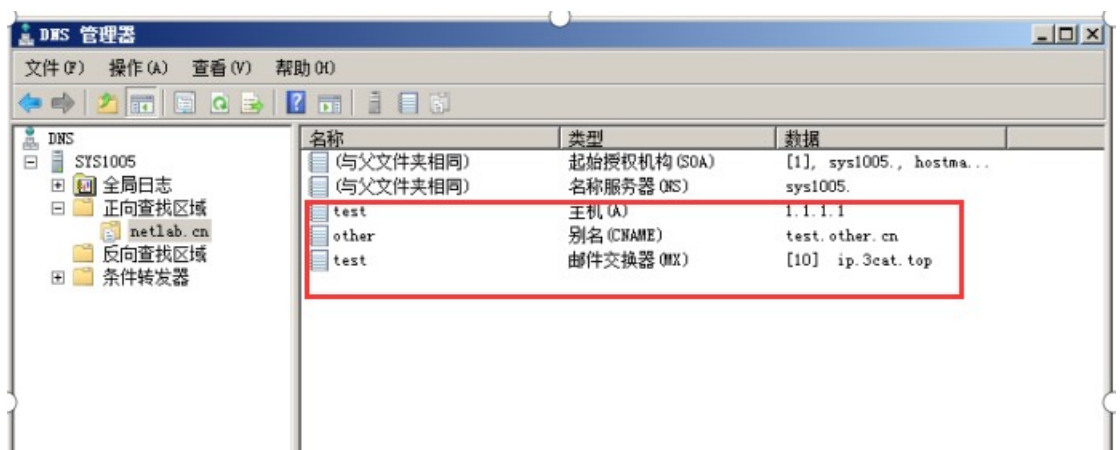 DNS 管理器
文件(F) 操作(A) 查看(V) 帮助(H)
DNS
SYS1005
全局日志
正向查找区域
netlab.cn
反向查找区域
条件转发器
名称 类型 数据
(与父文件夹相同) 起始授权机构(SOA) [1], sys1005., hostma...
(与父文件夹相同) 名称服务器(NS) sys1005.
test 主机(A) 1.1.1.1
other 别名(CNAME) test.other.cn
test 邮件交换器(MX) [10] ip.3cat.top